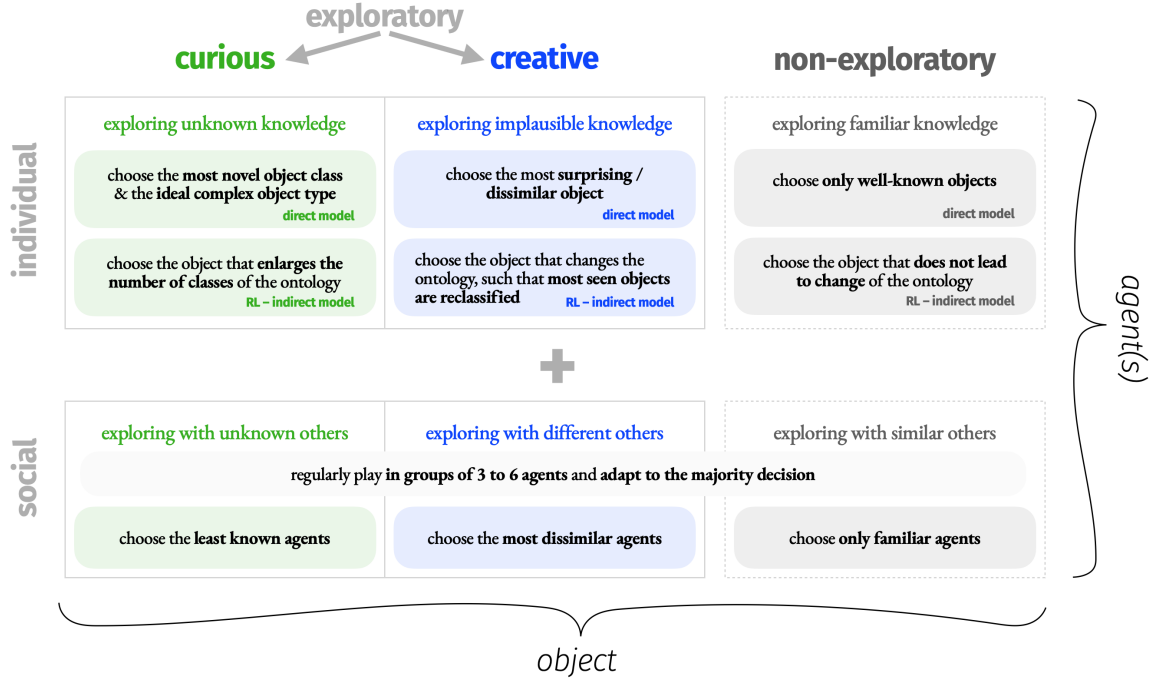 exploratory
curious
creative
non-exploratory
individual
exploring unknown knowledge
choose the most novel object class
& the ideal complex object type
direct model
choose the object that enlarges the
number of classes of the ontology
RL – indirect model
exploring implausible knowledge
choose the most surprising /
dissimilar object
direct model
choose the object that changes the
ontology, such that most seen objects
are reclassified
RL – indirect model
exploring familiar knowledge
choose only well-known objects
direct model
choose the object that does not lead
to change of the ontology
RL – indirect model
+
social
exploring with unknown others
exploring with different others
exploring with similar others
regularly play in groups of 3 to 6 agents and adapt to the majority decision
choose the least known agents
choose the most dissimilar agents
choose only familiar agents
agent(s)
object